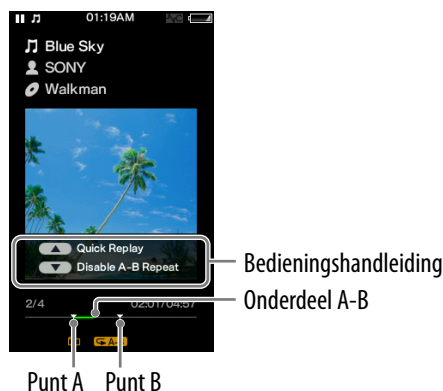 01:19AM
Blue Sky
SONY
Walkman
Quick Replay
Disable A-B Repeat
Bedieningshandleiding
2/4 02:01/04:57
Onderdeel A-B
A-B
Punt A Punt B